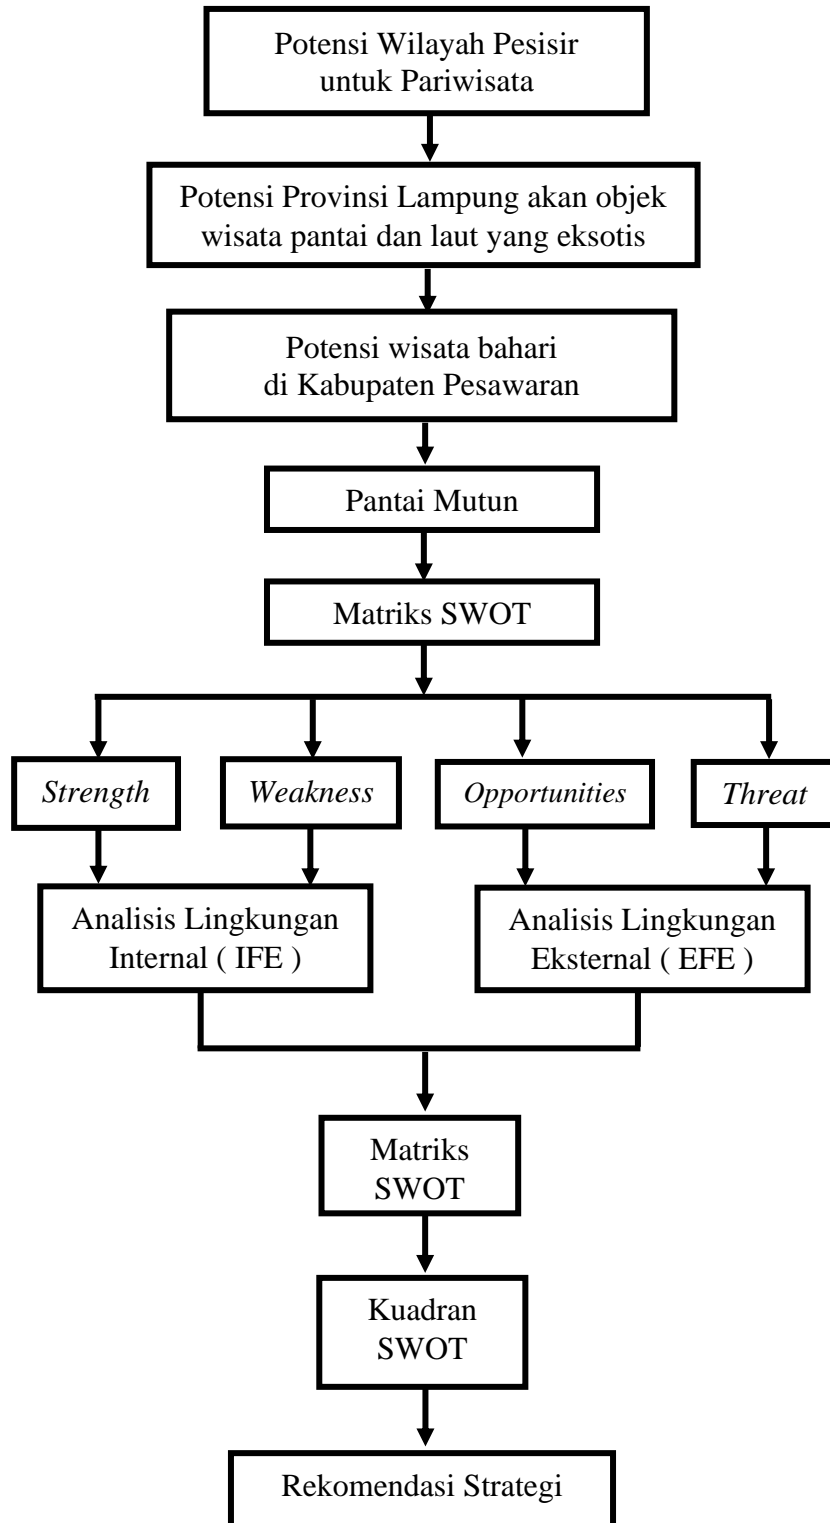 Potensi Wilayah Pesisir
untuk Pariwisata
Potensi Provinsi Lampung akan objek
wisata pantai dan laut yang eksotis
Potensi wisata bahari
di Kabupaten Pesawaran
Pantai Mutun
Matriks SWOT
Strength
Weakness
Opportunities
Threat
Analisis Lingkungan
Internal ( IFE )
Analisis Lingkungan
Eksternal ( EFE )
Matriks
SWOT
Kuadran
SWOT
Rekomendasi Strategi